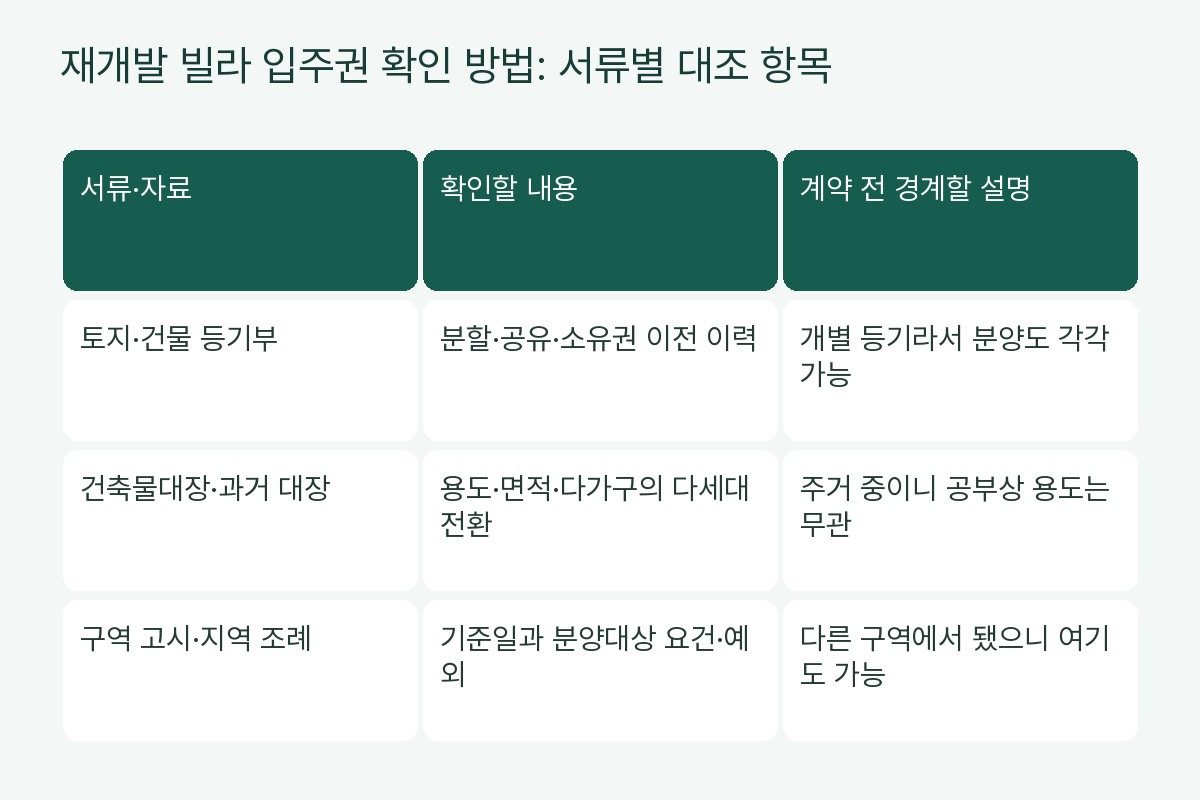 재개발 빌라 입주권 확인 방법: 서류별 대조 항목
서류·자료
확인할 내용
계약 전 경계할 설명
토지·건물 등기부
분할·공유·소유권 이전 이력
개별 등기라서 분양도 각각
가능
건축물대장·과거 대장
용도·면적·다가구의 다세대
전환
주거 중이니 공부상 용도는
무관
구역 고시·지역 조례
기준일과 분양대상 요건·예
외
다른 구역에서 됐으니 여기
도 가능